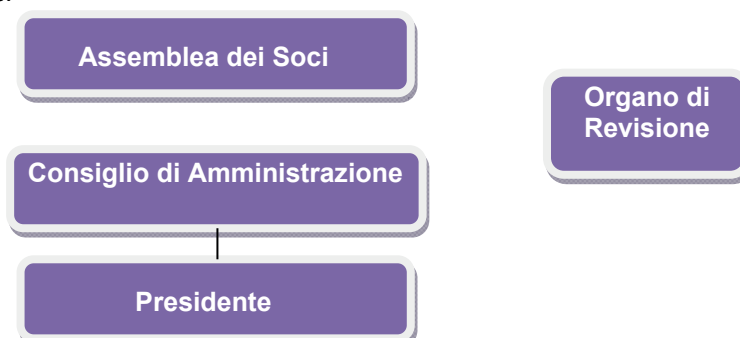 Assemblea dei Soci
Organo di
Revisione
Consiglio di Amministrazione
Presidente